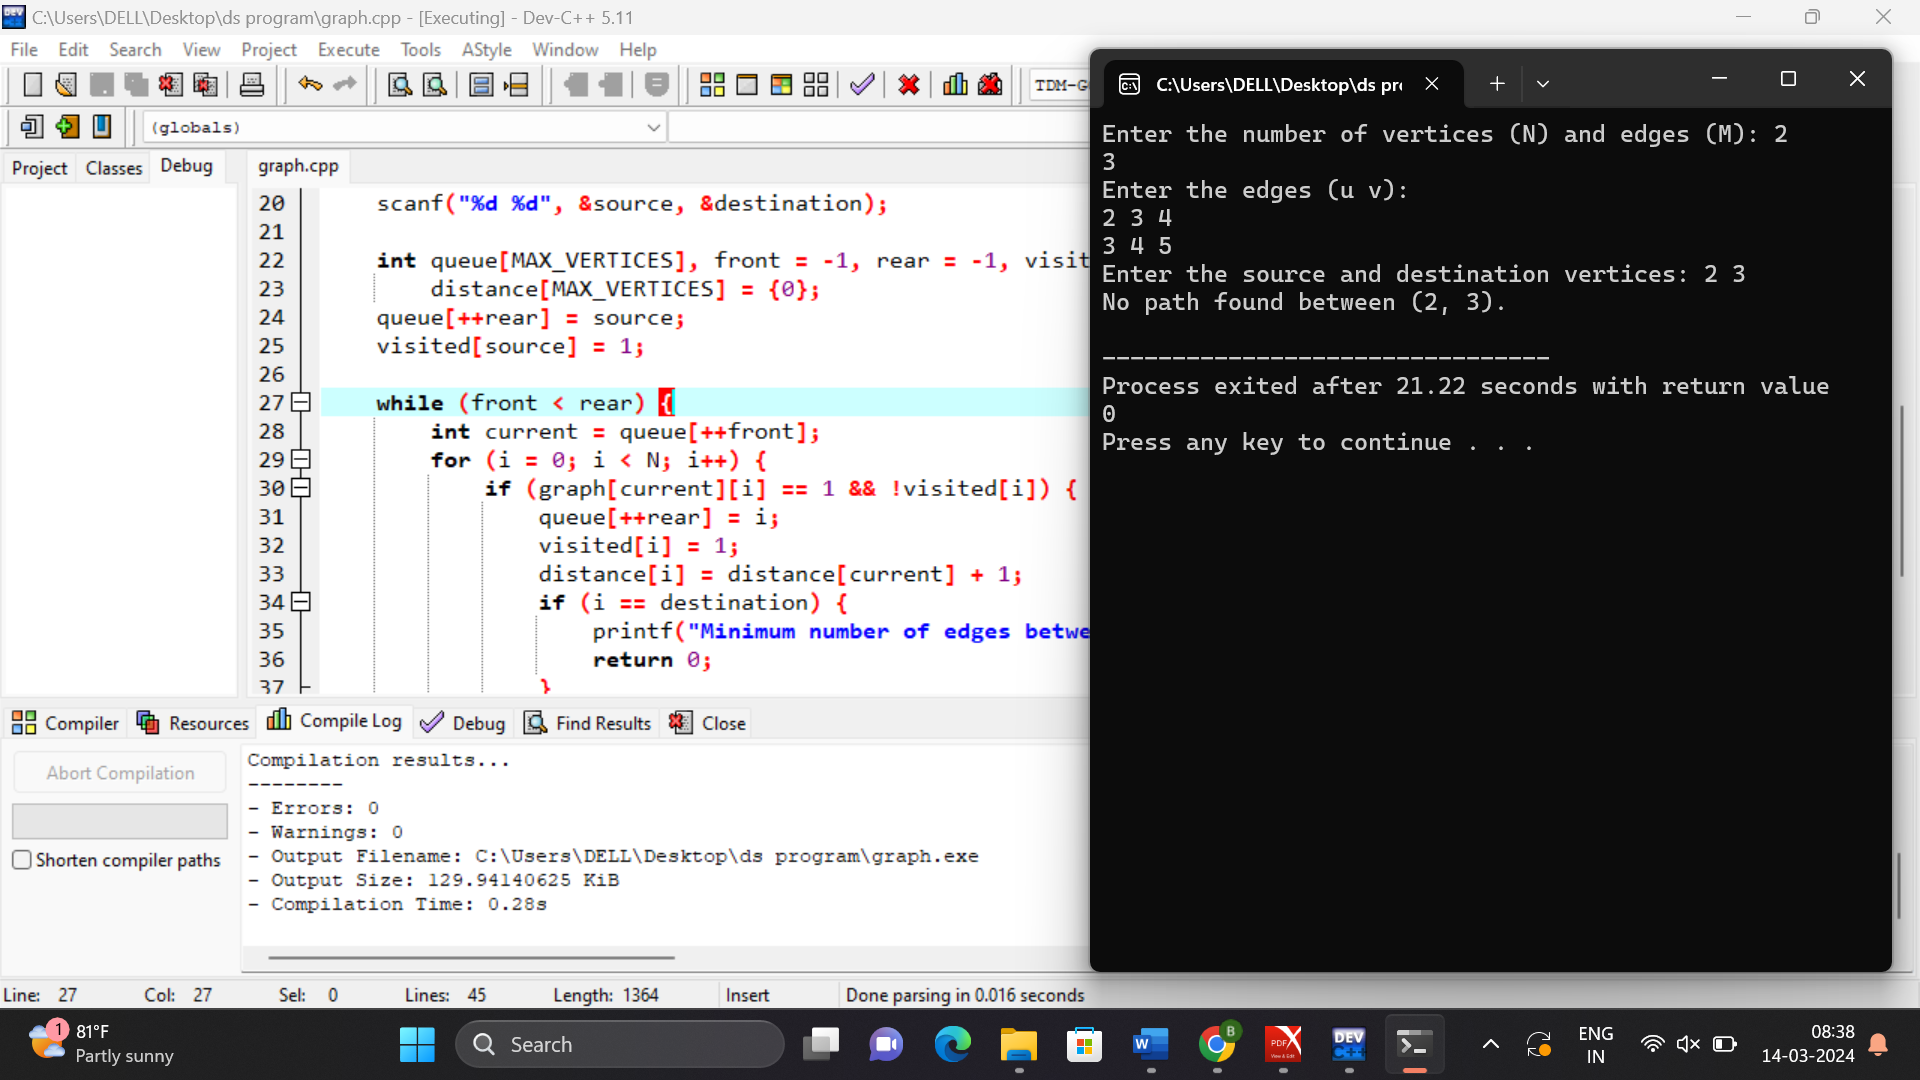 C:\Users\DELL\Desktop\ds program\graph.cpp - [Executing] - Dev-C++ 5.11
File Edit Search View Project Execute Tools AStyle Window Help
TDM-G
(globals)
Project Classes Debug
graph.cpp
20 scanf("%d %d", &source, &destination);
21
22 int queue[MAX_VERTICES], front = -1, rear = -1, visit
23 distance[MAX_VERTICES] = {0};
24 queue[++rear] = source;
25 visited[source] = 1;
26
27 while (front < rear) {
28 int current = queue[++front];
29 for (i = 0; i < N; i++) {
30 if (graph[current][i] == 1 && !visited[i]) {
31 queue[++rear] = i;
32 visited[i] = 1;
33 distance[i] = distance[current] + 1;
34 if (i == destination) {
35 printf("Minimum number of edges betwe
36 return 0;
37 }
C:\Users\DELL\Desktop\ds pr
Enter the number of vertices (N) and edges (M): 2
3
Enter the edges (u v):
2 3 4
3 4 5
Enter the source and destination vertices: 2 3
No path found between (2, 3).
--------------------------------
Process exited after 21.22 seconds with return value
0
Press any key to continue . . .
Compiler Resources Compile Log Debug Find Results Close
Abort Compilation
Shorten compiler paths
Compilation results...
--------
- Errors: 0
- Warnings: 0
- Output Filename: C:\Users\DELL\Desktop\ds program\graph.exe
- Output Size: 129.94140625 KiB
- Compilation Time: 0.28s
Line: 27 Col: 27 Sel: 0 Lines: 45 Length: 1364 Insert Done parsing in 0.016 seconds
1
81°F
Partly sunny
Search
W
B
PDF
DEV
C++
ENG
IN
08:38
14-03-2024